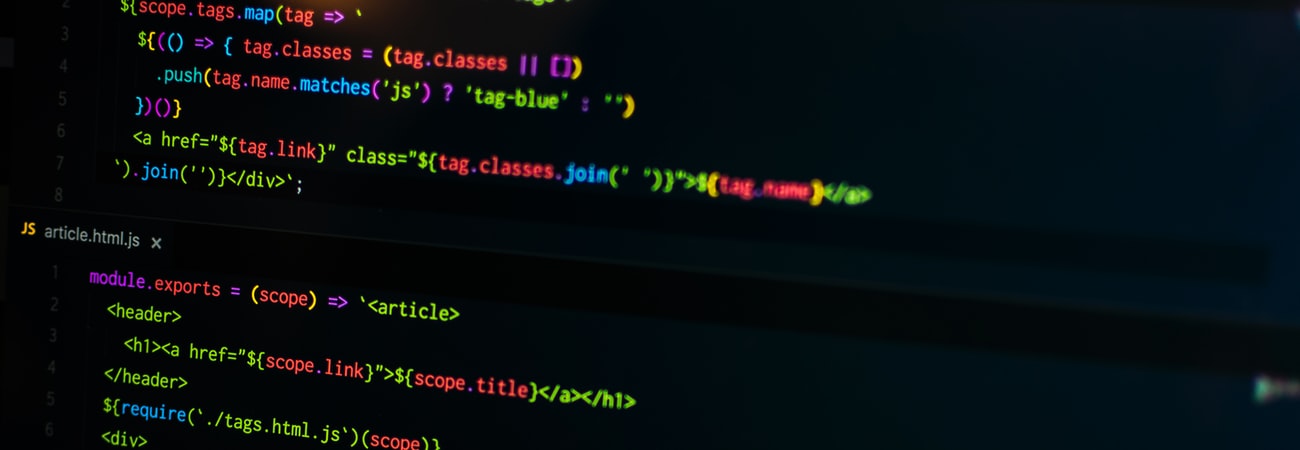 2
${scope.tags.map(tag => `
3 ${(() => { tag.classes = (tag.classes || [])
4 .push(tag.name.matches('js') ? 'tag-blue' : '')
5 })()}
6 <a href="${tag.link}" class="${tag.classes.join(' ')}">${tag.name}</a>
7 `).join('')}</div>`;
8
JS article.html.js ×
1 module.exports = (scope) => `<article>
2 <header>
3 <h1><a href="${scope.link}">${scope.title}</a></h1>
4 </header>
5 ${require(`./tags.html.js`)(scope)}
6 <div>